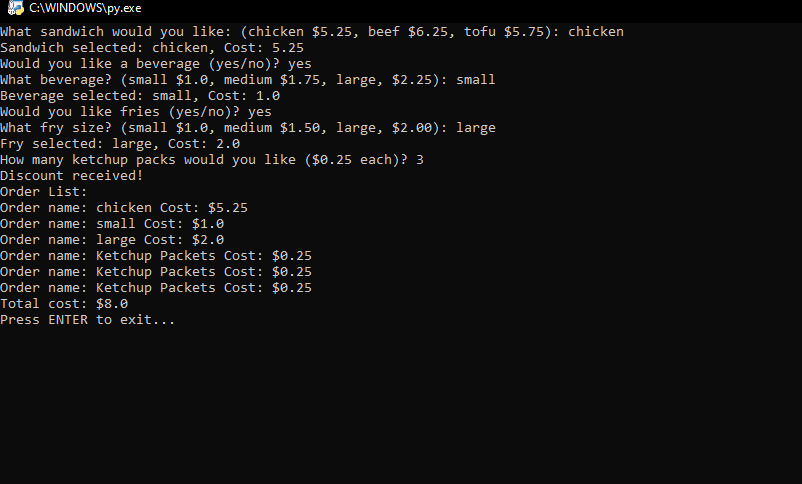 C:\WINDOWS\py.exe
What sandwich would you like: (chicken $5.25, beef $6.25, tofu $5.75): chicken
Sandwich selected: chicken, Cost: 5.25
Would you like a beverage (yes/no)? yes
What beverage? (small $1.0, medium $1.75, large, $2.25): small
Beverage selected: small, Cost: 1.0
Would you like fries (yes/no)? yes
What fry size? (small $1.0, medium $1.50, large, $2.00): large
Fry selected: large, Cost: 2.0
How many ketchup packs would you like ($0.25 each)? 3
Discount received!
Order List:
Order name: chicken Cost: $5.25
Order name: small Cost: $1.0
Order name: large Cost: $2.0
Order name: Ketchup Packets Cost: $0.25
Order name: Ketchup Packets Cost: $0.25
Order name: Ketchup Packets Cost: $0.25
Total cost: $8.0
Press ENTER to exit...